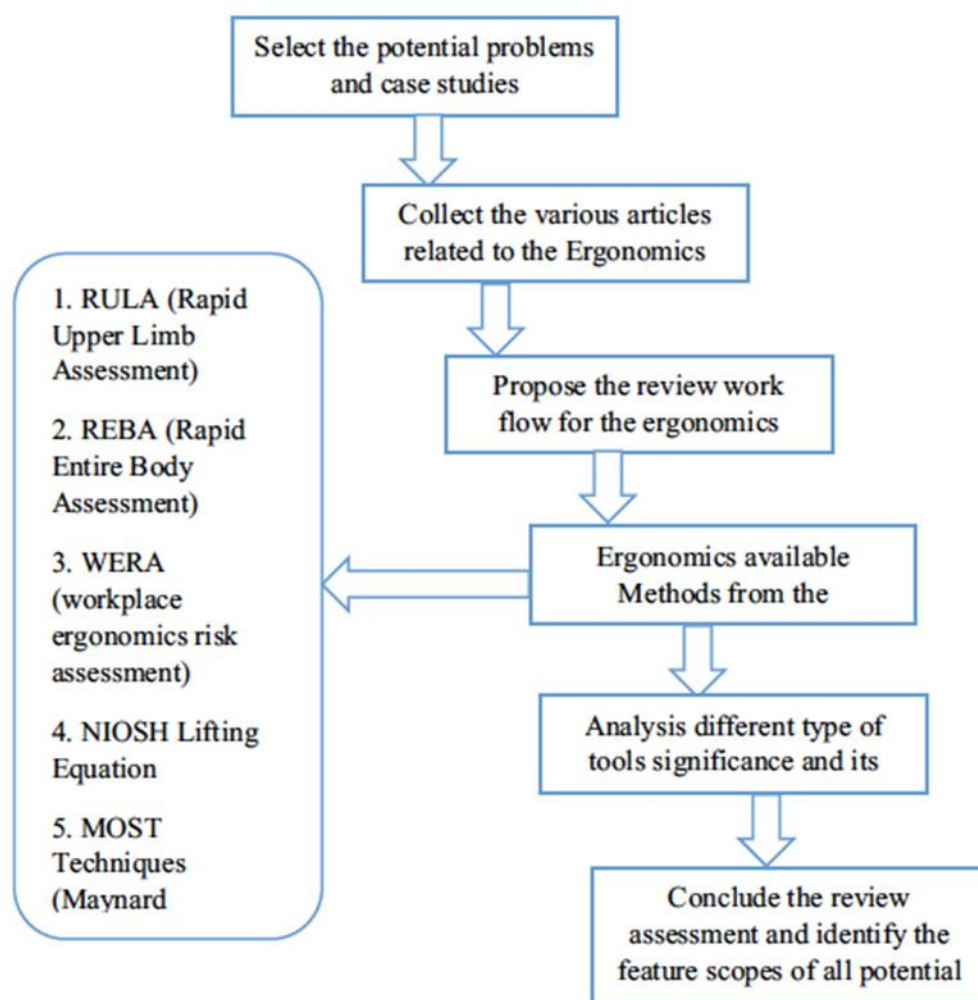 Select the potential problems
and case studies
Collect the various articles
related to the Ergonomics
Propose the review work
flow for the ergonomics
Ergonomics available
Methods from the
1. RULA (Rapid
Upper Limb
Assessment)
2. REBA (Rapid
Entire Body
Assessment)
3. WERA
(workplace
ergonomics risk
assessment)
4. NIOSH Lifting
Equation
5. MOST
Techniques
(Maynard
Analysis different type of
tools significance and its
Conclude the review
assessment and identify the
feature scopes of all potential